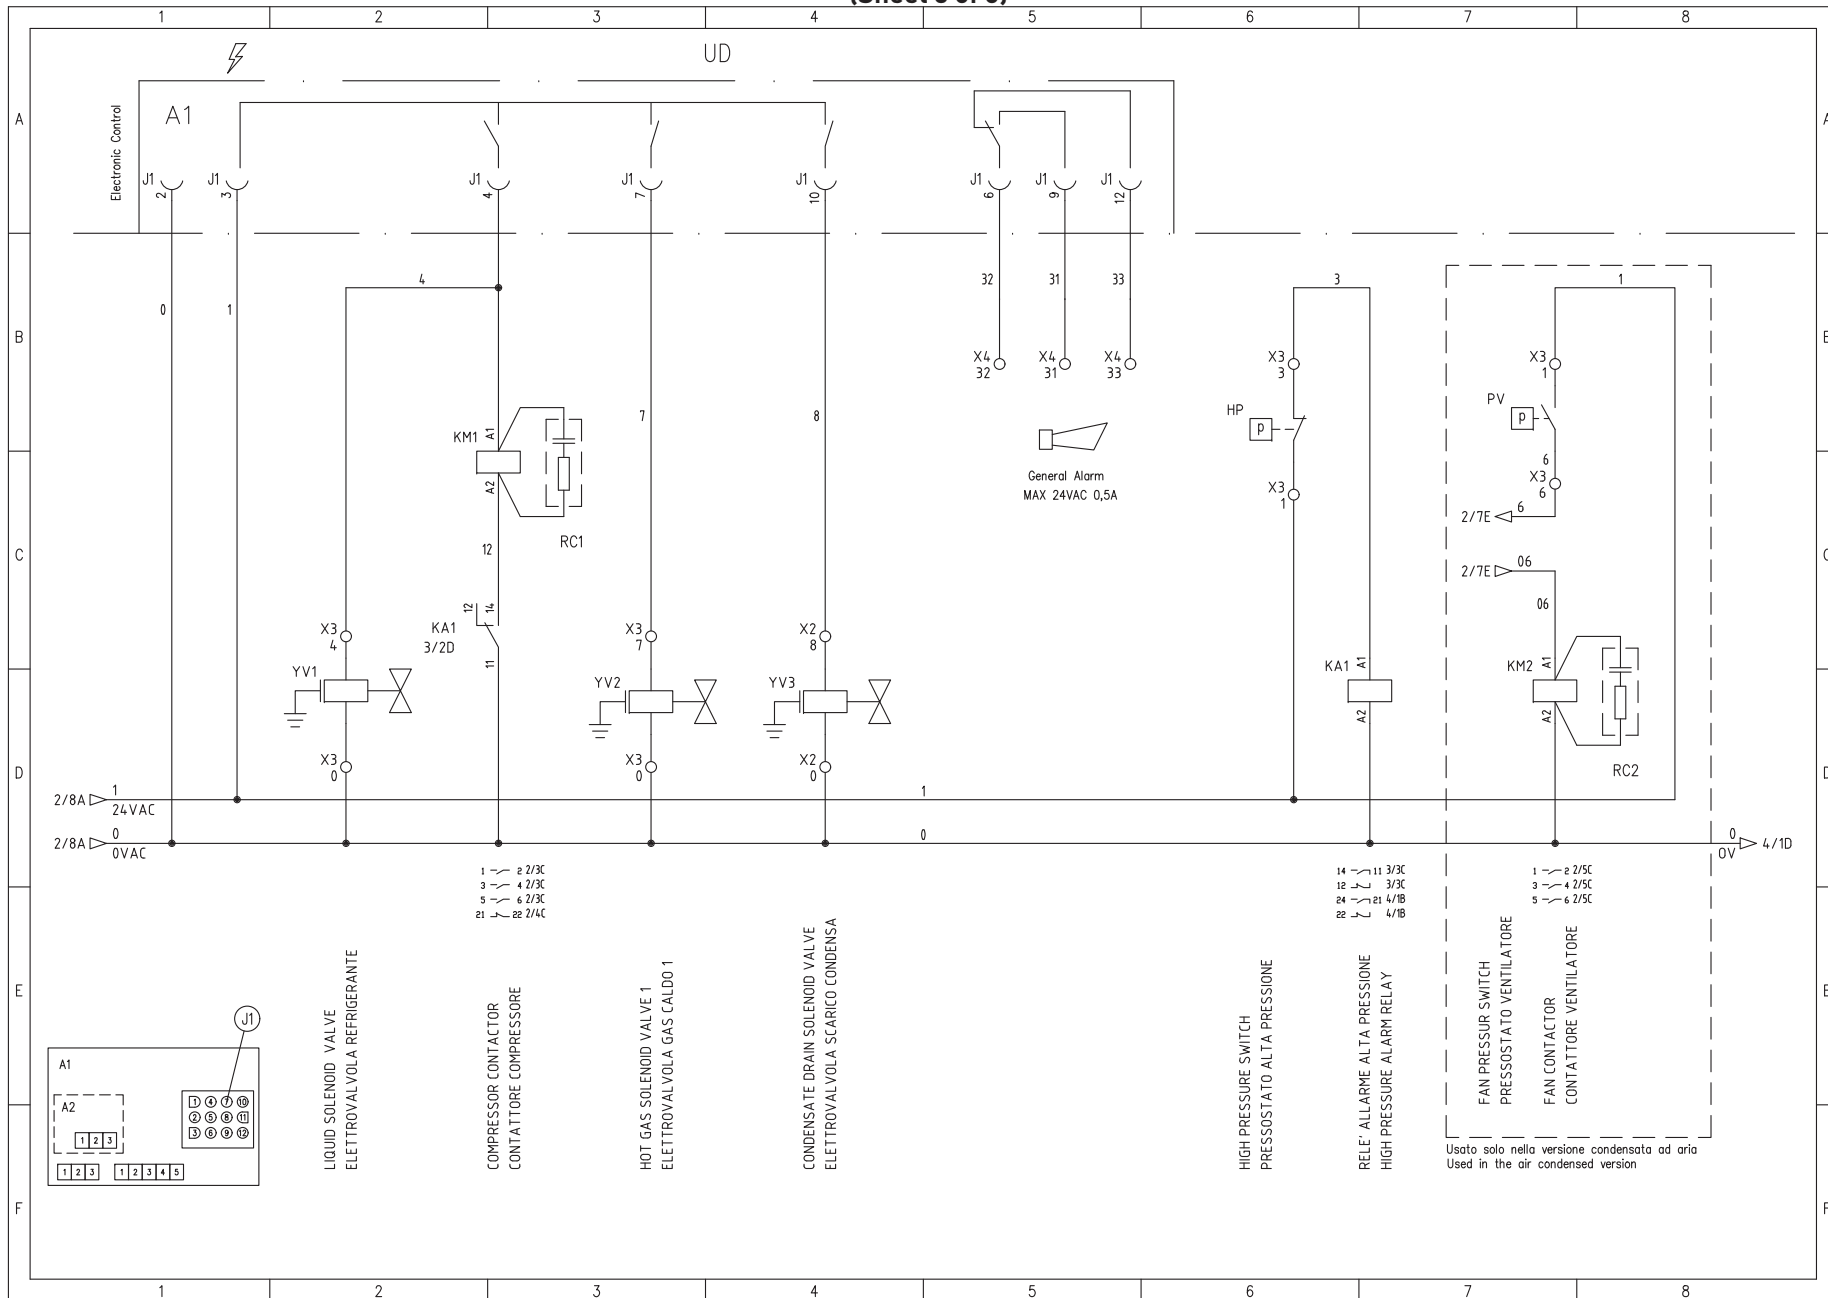 (Sheet 3 of 6)
1 2 3 4 5 6 7 8
UD
A A
Electronic Control
A1
J1 2
J1 3
J1 4
J1 7
J1 10
J1 6
J1 9
J1 12
4
32 31 33
3
1
0 1
B B
X4 32
X4 31
X4 33
X3 3
X3 1
7
8
HP P
PV P
KM1 A1 A2
RC1
General Alarm
MAX 24VAC 0,5A
X3 1
6
X3 6
2/7E 6
2/7E 06
06
C C
12
12 14
KA1
3/2D
11
X3 4
X3 7
X2 8
YV1
YV2
YV3
KA1 A1 A2
KM2 A1 A2
RC2
X3 0
X3 0
X2 0
D D
2/8A 1
24VAC
1
2/8A 0
0VAC
0
0
0V 4/1D
1 2 2/3C
3 4 2/3C
5 6 2/3C
21 22 2/4C
14 11 3/3C
12 3/3C
24 21 4/1B
22 4/1B
1 2 2/5C
3 4 2/5C
5 6 2/5C
E E
LIQUID SOLENOID VALVE
ELETTROVALVOLA REFRIGERANTE
COMPRESSOR CONTACTOR
CONTATTORE COMPRESSORE
HOT GAS SOLENOID VALVE 1
ELETTROVALVOLA GAS CALDO 1
CONDENSATE DRAIN SOLENOID VALVE
ELETTROVALVOLA SCARICO CONDENSA
HIGH PRESSURE SWITCH
PRESSOSTATO ALTA PRESSIONE
RELE' ALLARME ALTA PRESSIONE
HIGH PRESSURE ALARM RELAY
FAN PRESSUR SWITCH
PRESSOSTATO VENTILATORE
FAN CONTACTOR
CONTATTORE VENTILATORE
J1
A1
A2
1 2 3
1 4 7 10
2 5 8 11
3 6 9 12
1 2 3
1 2 3 4 5
Usato solo nella versione condensata ad aria
Used in the air condensed version
F F
1 2 3 4 5 6 7 8